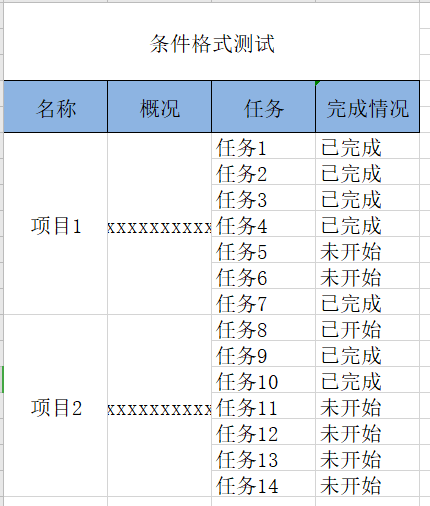 条件格式测试
名称 概况 任务 完成情况
任务1 已完成
任务2 已完成
任务3 已完成
项目1 xxxxxxxxxx 任务4 已完成
任务5 未开始
任务6 未开始
任务7 已完成
任务8 已开始
任务9 已完成
任务10 已完成
项目2 xxxxxxxxxx 任务11 未开始
任务12 未开始
任务13 未开始
任务14 未开始